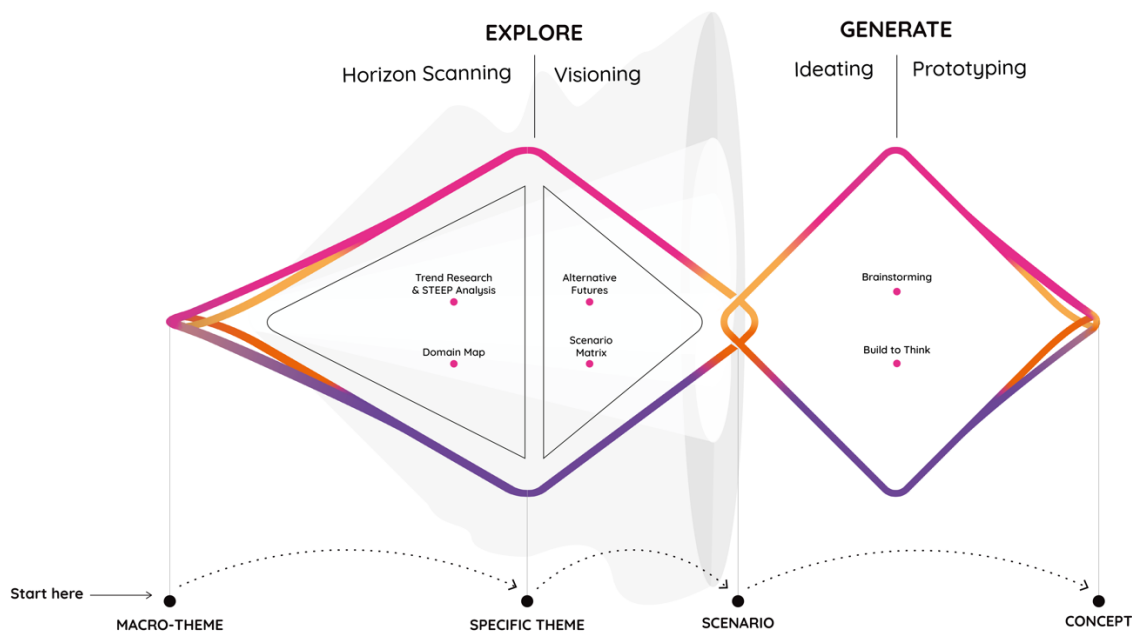 EXPLORE
GENERATE
Horizon Scanning
Visioning
Ideating
Prototyping
Trend Research
& STEEP Analysis
Alternative
Futures
Brainstorming
Domain Map
Scenario
Matrix
Build to Think
Start here
MACRO-THEME
SPECIFIC THEME
SCENARIO
CONCEPT